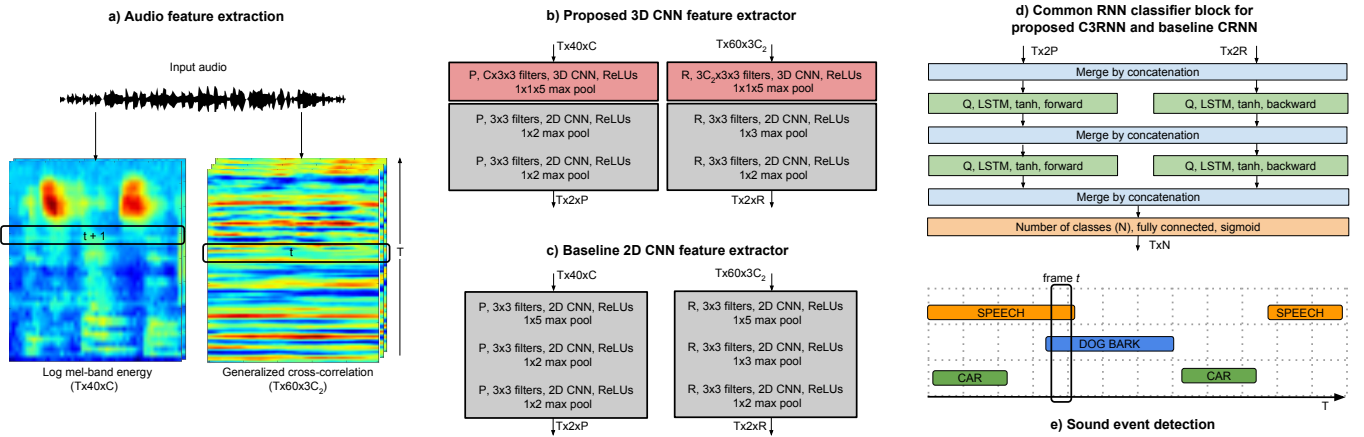 a) Audio feature extraction
Input audio
t + 1
t
T
Log mel-band energy
(Tx40xC)
Generalized cross-correlation
(Tx60x3C₂)
b) Proposed 3D CNN feature extractor
Tx40xC
Tx60x3C₂
P, Cx3x3 filters, 3D CNN, ReLUs
1x1x5 max pool
P, 3x3 filters, 2D CNN, ReLUs
1x2 max pool
P, 3x3 filters, 2D CNN, ReLUs
1x2 max pool
R, 3C₂x3x3 filters, 3D CNN, ReLUs
1x1x5 max pool
R, 3x3 filters, 2D CNN, ReLUs
1x3 max pool
R, 3x3 filters, 2D CNN, ReLUs
1x2 max pool
Tx2xP
Tx2xR
c) Baseline 2D CNN feature extractor
Tx40xC
Tx60x3C₂
P, 3x3 filters, 2D CNN, ReLUs
1x5 max pool
P, 3x3 filters, 2D CNN, ReLUs
1x2 max pool
P, 3x3 filters, 2D CNN, ReLUs
1x2 max pool
R, 3x3 filters, 2D CNN, ReLUs
1x5 max pool
R, 3x3 filters, 2D CNN, ReLUs
1x3 max pool
R, 3x3 filters, 2D CNN, ReLUs
1x2 max pool
Tx2xP
Tx2xR
d) Common RNN classifier block for
proposed C3RNN and baseline CRNN
Tx2P
Tx2R
Merge by concatenation
Q, LSTM, tanh, forward
Q, LSTM, tanh, backward
Merge by concatenation
Q, LSTM, tanh, forward
Q, LSTM, tanh, backward
Merge by concatenation
Number of classes (N), fully connected, sigmoid
TxN
frame t
SPEECH
SPEECH
DOG BARK
CAR
CAR
T
e) Sound event detection